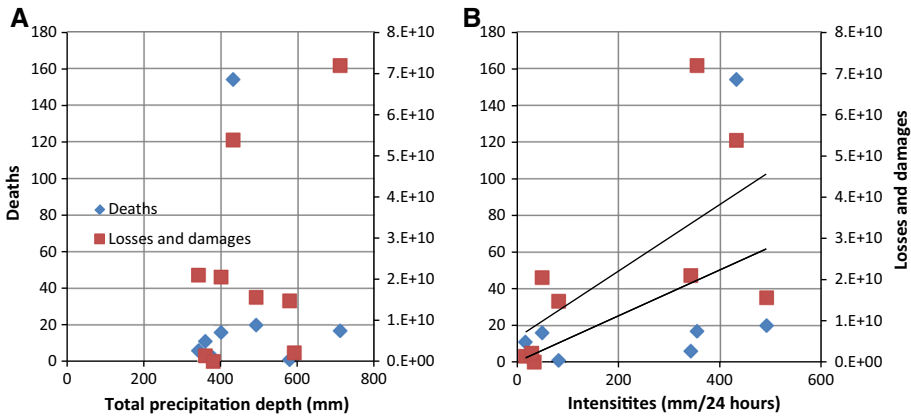 A
B
180
160
140
120
100
80
60
40
20
0
Deaths
8.E+10
7.E+10
6.E+10
5.E+10
4.E+10
3.E+10
2.E+10
1.E+10
0.E+00
Deaths
Losses and damages
0 200 400 600 800
Total precipitation depth (mm)
180
160
140
120
100
80
60
40
20
0
8.E+10
7.E+10
6.E+10
5.E+10
4.E+10
3.E+10
2.E+10
1.E+10
0.E+00
Losses and damages
0 200 400 600
Intensitites (mm/24 hours)